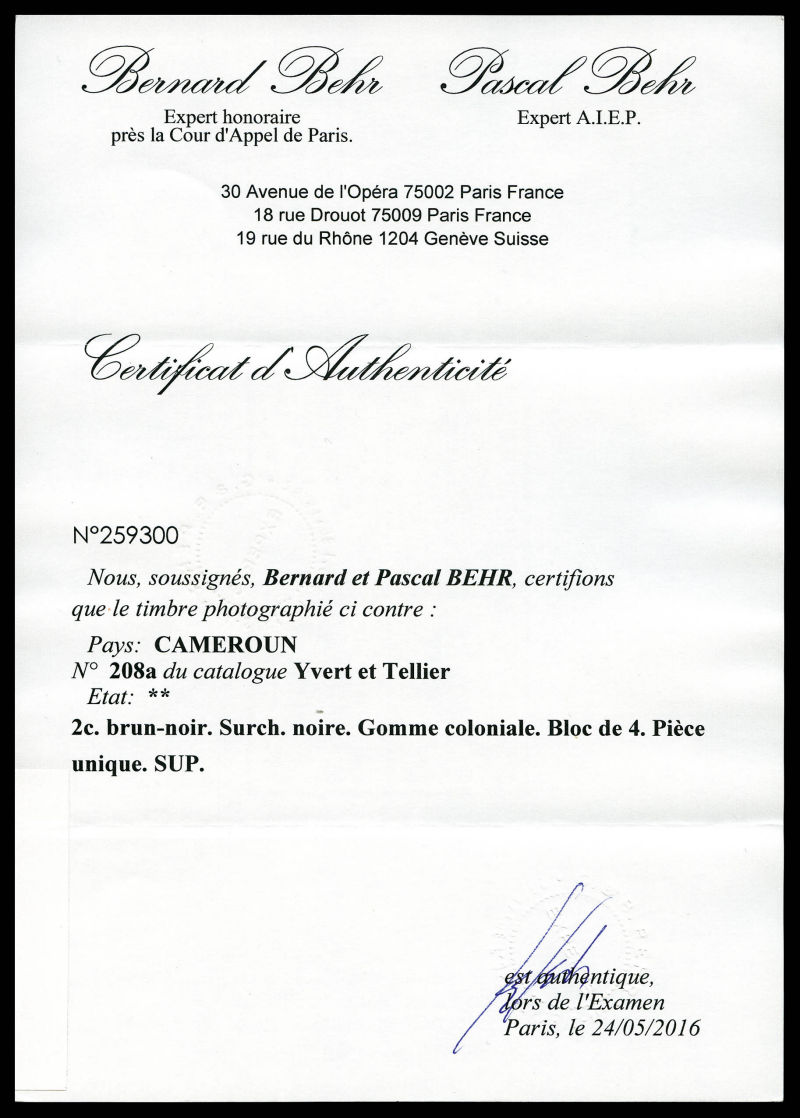 Bernard Behr
Pascal Behr
Expert honoraire
près la Cour d'Appel de Paris.
Expert A.I.E.P.
30 Avenue de l'Opéra 75002 Paris France
18 rue Drouot 75009 Paris France
19 rue du Rhône 1204 Genève Suisse
Certificat d'Authenticité
N°259300
Nous, soussignés, Bernard et Pascal BEHR, certifions
que le timbre photographié ci contre :
Pays: CAMEROUN
N° 208a du catalogue Yvert et Tellier
Etat: **
2c. brun-noir. Surch. noire. Gomme coloniale. Bloc de 4. Pièce
unique. SUP.
est authentique,
lors de l'Examen
Paris, le 24/05/2016